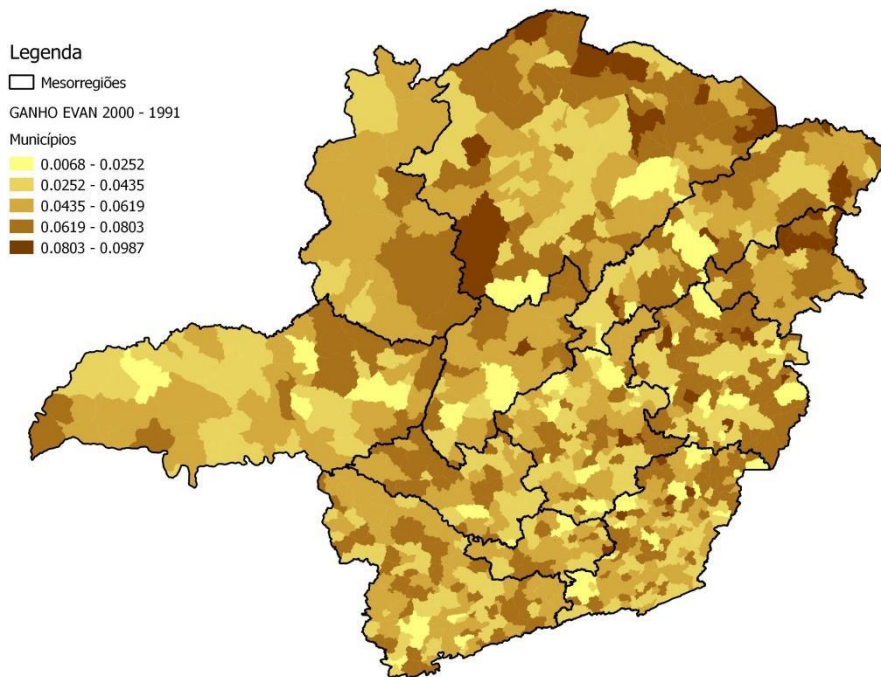 Legenda
Mesorregiões
GANHO EVAN 2000 - 1991
Municípios
0.0068 - 0.0252
0.0252 - 0.0435
0.0435 - 0.0619
0.0619 - 0.0803
0.0803 - 0.0987